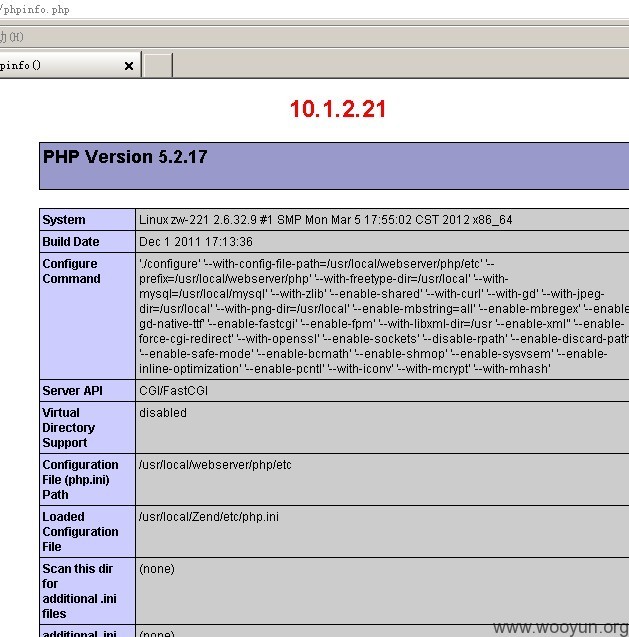 /phpinfo.php
助(H)
pinfo()
10.1.2.21
PHP Version 5.2.17
System Linux zw-221 2.6.32.9 #1 SMP Mon Mar 5 17:55:02 CST 2012 x86_64
Build Date Dec 1 2011 17:13:36
Configure Command './configure' '--with-config-file-path=/usr/local/webserver/php/etc' '--
prefix=/usr/local/webserver/php' '--with-freetype-dir=/usr/local' '--with-
mysql=/usr/local/mysql' '--with-zlib' '--enable-shared' '--with-curl' '--with-gd' '--with-jpeg-
dir=/usr/local' '--with-png-dir=/usr/local' '--enable-mbstring=all' '--enable-mbregex' '--enable
gd-native-ttf' '--enable-fastcgi' '--enable-fpm' '--with-libxml-dir=/usr --enable-xml' '--enable-
force-cgi-redirect' '--with-openssl' '--enable-sockets' '--disable-rpath' '--enable-discard-path
'--enable-safe-mode' '--enable-bcmath' '--enable-shmop' '--enable-sysvsem' '--enable-
inline-optimization' '--enable-pcntl' '--with-iconv' '--with-mcrypt' '--with-mhash'
Server API CGI/FastCGI
Virtual Directory Support disabled
Configuration File (php.ini) Path /usr/local/webserver/php/etc
Loaded Configuration File /usr/local/Zend/etc/php.ini
Scan this dir for additional .ini files (none)
additional .ini (none)
www.wooyun.org